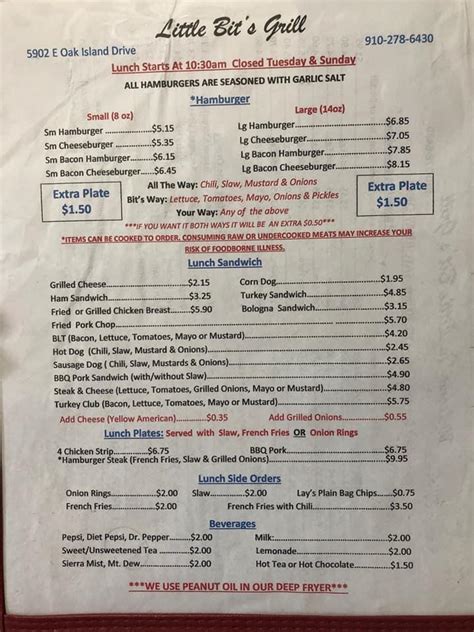 Little Bit's Grill
5902 E Oak Island Drive
910-278-6430
Lunch Starts At 10:30am Closed Tuesday & Sunday
ALL HAMBURGERS ARE SEASONED WITH GARLIC SALT
*Hamburger
Small (8 oz)
Sm Hamburger.....................$5.15
Sm Cheeseburger................$5.35
Sm Bacon Hamburger..........$6.15
Sm Bacon Cheeseburger......$6.45
Large (14oz)
Lg Hamburger........................$6.85
Lg Cheeseburger....................$7.05
Lg Bacon Hamburger..............$7.85
Lg Bacon Cheeseburger..........$8.15
Extra Plate
$1.50
All The Way: Chili, Slaw, Mustard & Onions
Bit's Way: Lettuce, Tomatoes, Mayo, Onions & Pickles
Your Way: Any of the above
Extra Plate
$1.50
***IF YOU WANT IT BOTH WAYS IT WILL BE AN EXTRA $0.50***
*ITEMS CAN BE COOKED TO ORDER. CONSUMING RAW OR UNDERCOOKED MEATS MAY INCREASE YOUR
RISK OF FOODBORNE ILLNESS.
Lunch Sandwich
Grilled Cheese............................$2.15
Corn Dog................................$1.95
Ham Sandwich............................$3.25
Turkey Sandwich....................$4.85
Fried or Grilled Chicken Breast.....$5.90
Bologna Sandwich..................$3.15
Fried Pork Chop..........................................$5.70
BLT (Bacon, Lettuce, Tomatoes, Mayo or Mustard)..............$4.20
Hot Dog (Chili, Slaw, Mustard & Onions)..............$2.45
Sausage Dog ( Chili, Slaw, Mustards & Onions)..............$2.65
BBQ Pork Sandwich (with/without Slaw)..............$4.90
Steak & Cheese (Lettuce, Tomatoes, Grilled Onions, Mayo or Mustard)......$4.80
Turkey Club (Bacon, Lettuce, Tomatoes, Mayo or Mustard)..............$5.70
Add Cheese (Yellow American)............$0.35
Add Grilled Onions............$0.55
Lunch Plates: Served with Slaw, French Fries OR Onion Rings
4 Chicken Strip......................$6.75
BBQ Pork..............................$6.75
*Hamburger Steak (French Fries, Slaw & Grilled Onions)..............$9.95
Lunch Side Orders
Onion Rings.............$2.00
Slaw..............$2.00
Lay's Plain Bag Chips......$0.75
French Fries.............$2.00
French Fries with Chili..............$3.50
Beverages
Pepsi, Diet Pepsi, Dr. Pepper.....$2.00
Milk:..............................$2.00
Sweet/Unsweetened Tea ..........$2.00
Lemonade........................$2.00
Sierra Mist, Mt. Dew..................$2.00
Hot Tea or Hot Chocolate..........$1.50
***WE USE PEANUT OIL IN OUR DEEP FRYER***